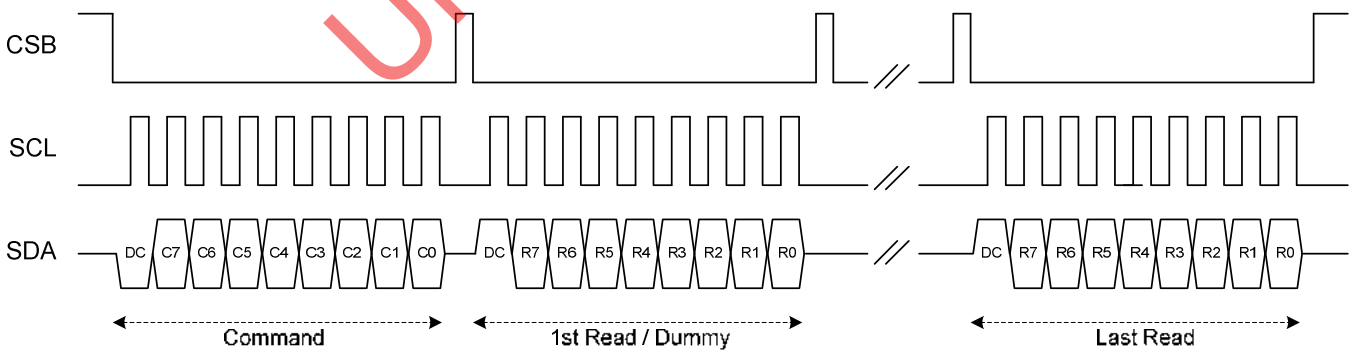 CSB
SCL
SDA DC C7 C6 C5 C4 C3 C2 C1 C0 DC R7 R6 R5 R4 R3 R2 R1 R0 DC R7 R6 R5 R4 R3 R2 R1 R0
Command 1st Read / Dummy Last Read